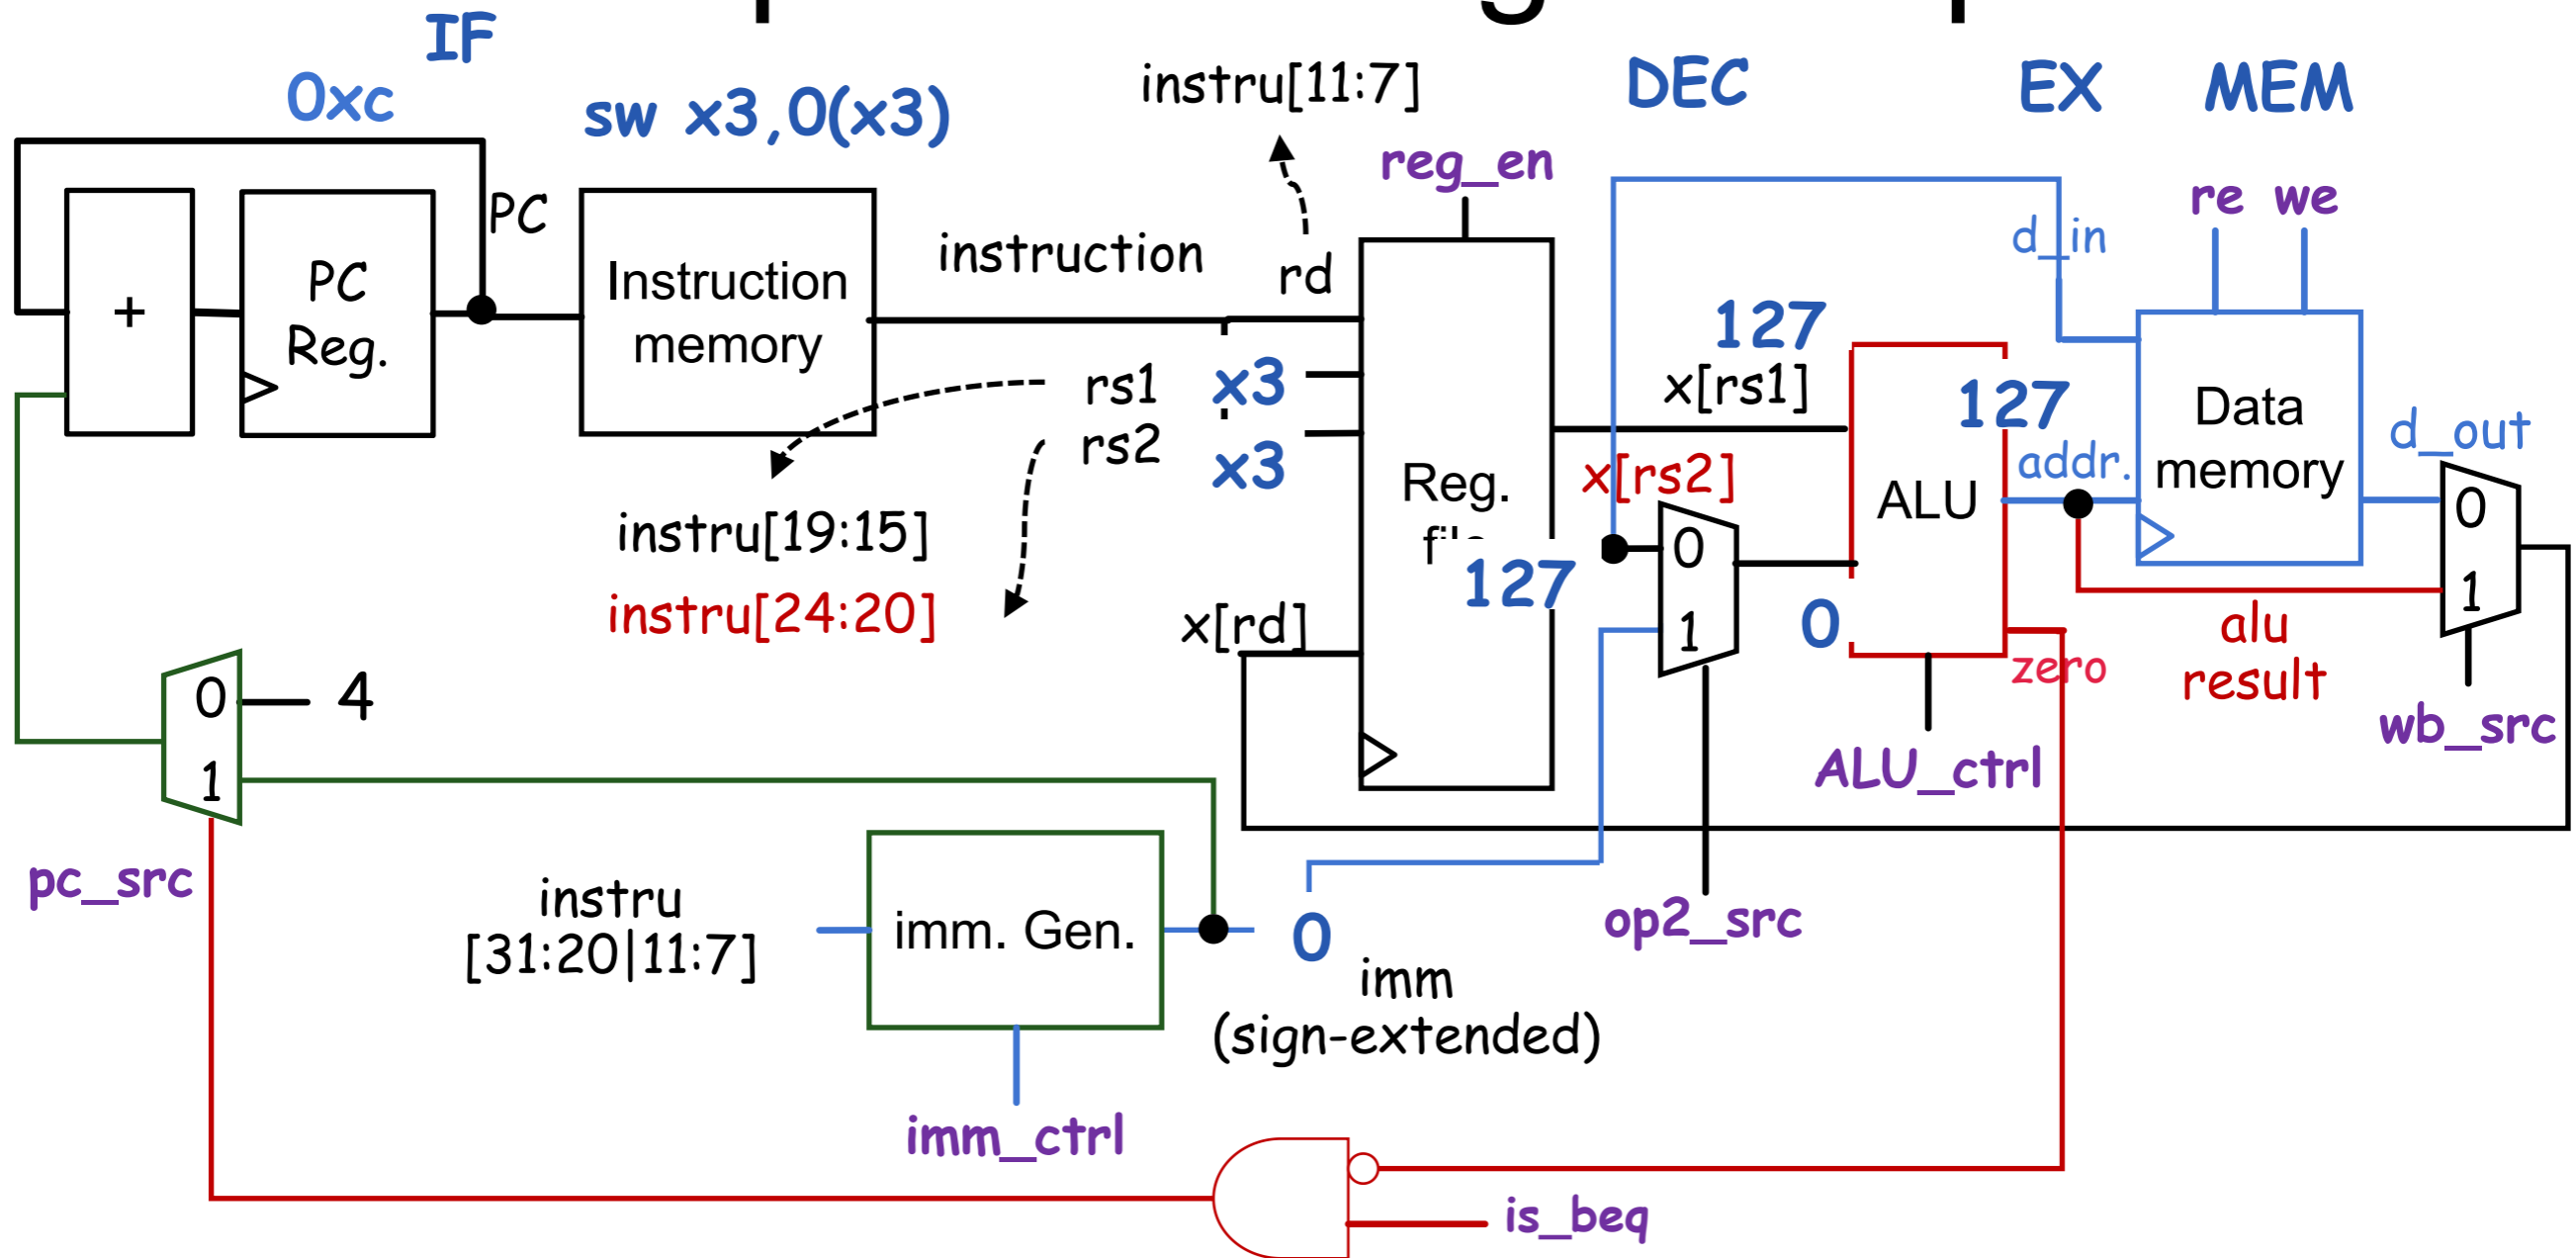 IF
0xc
sw x3,0(x3)
instru[11:7]
DEC
EX
MEM
reg_en
re we
PC
d_in
instruction
rd
PC
Reg.
Instruction
memory
+
127
x[rs1]
rs1
x3
rs2
x3
127
addr.
Data
memory
d_out
x[rs2]
Reg.
ALU
0
1
0
1
instru[19:15]
instru[24:20]
127
x[rd]
0
zero
alu
result
wb_src
0
4
1
ALU_ctrl
pc_src
instru
[31:20|11:7]
imm. Gen.
0
imm
(sign-extended)
op2_src
imm_ctrl
is_beq